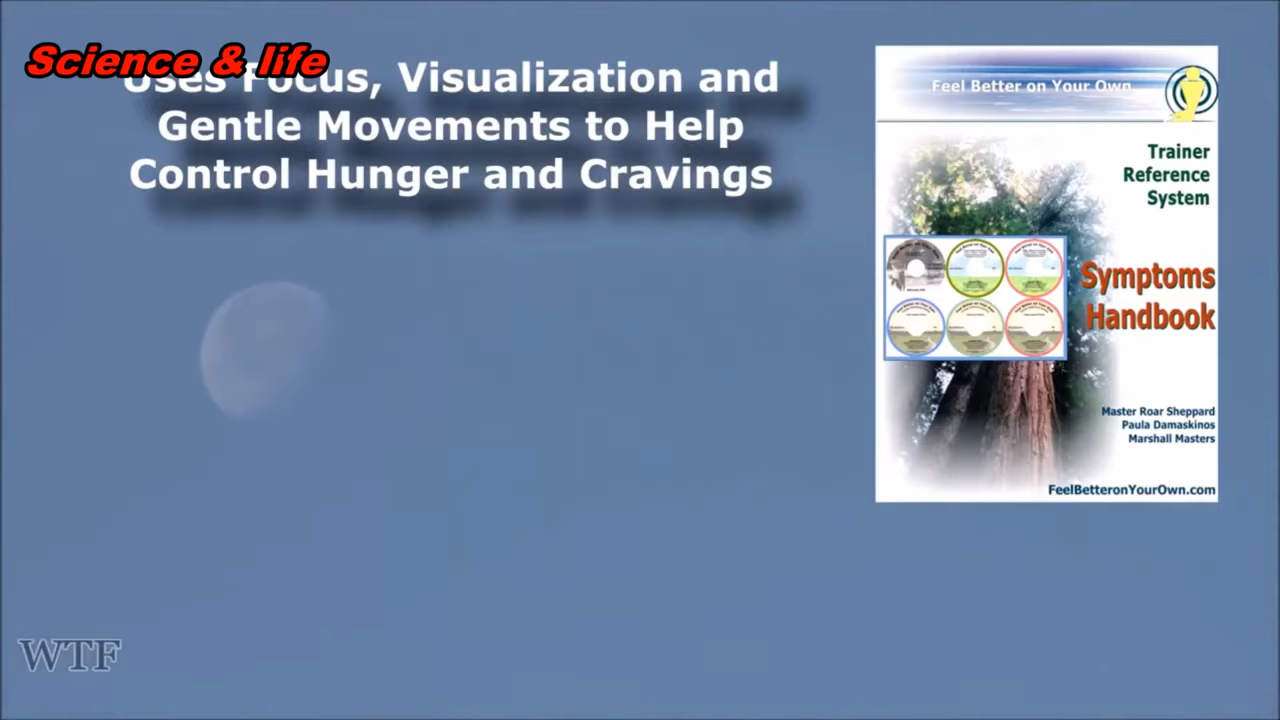 Science & life
Uses Focus, Visualization and
Gentle Movements to Help
Control Hunger and Cravings
Feel Better on Your Own
Trainer
Reference
System
Symptoms
Handbook
Master Roar Sheppard
Paula Damaskinos
Marshall Masters
FeelBetteronYourOwn.com
WTF